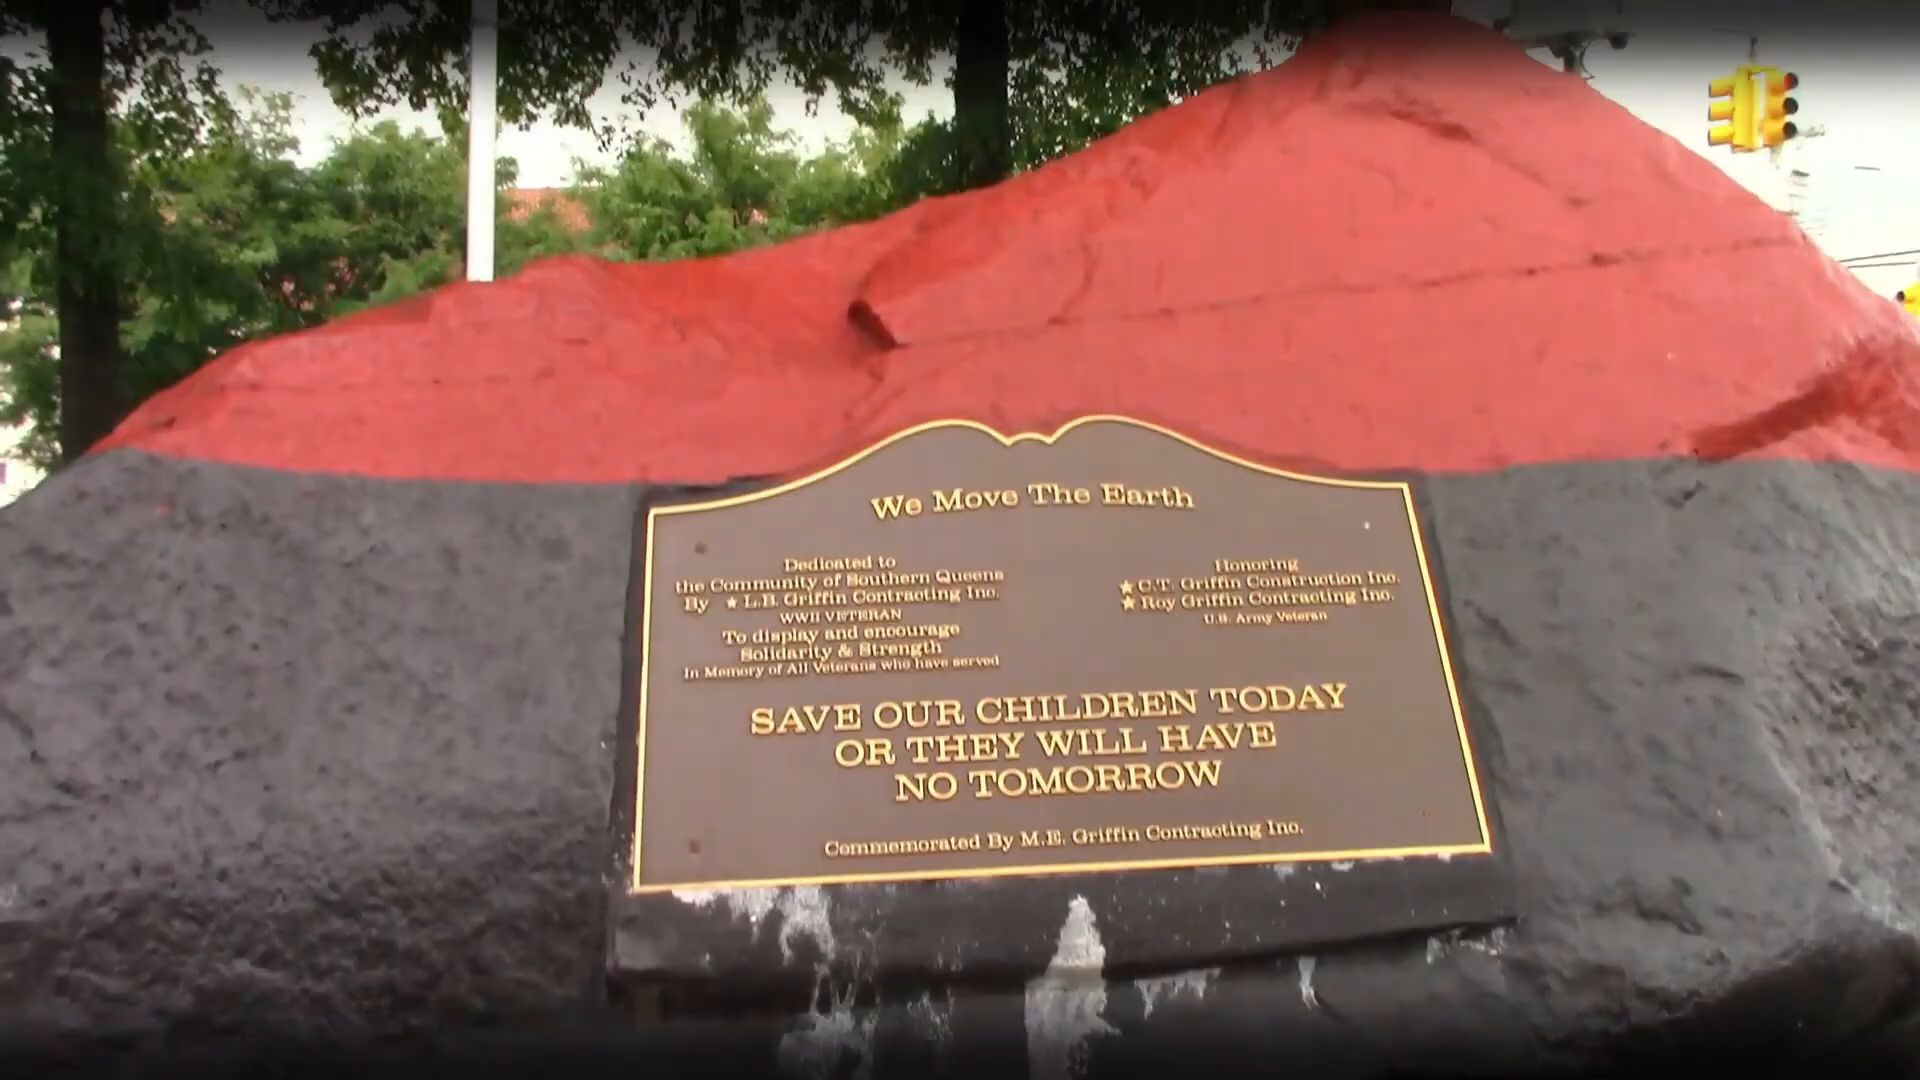 We Move The Earth
Dedicated to
the Community of Southern Queens
By ★ L.B. Griffin Contracting Inc.
WWII VETERAN
To display and encourage
Solidarity & Strength
In Memory of All Veterans who have served
Honoring
★ C.T. Griffin Construction Inc.
★ Roy Griffin Contracting Inc.
U.S. Army Veteran
SAVE OUR CHILDREN TODAY
OR THEY WILL HAVE
NO TOMORROW
Commemorated By M.E. Griffin Contracting Inc.